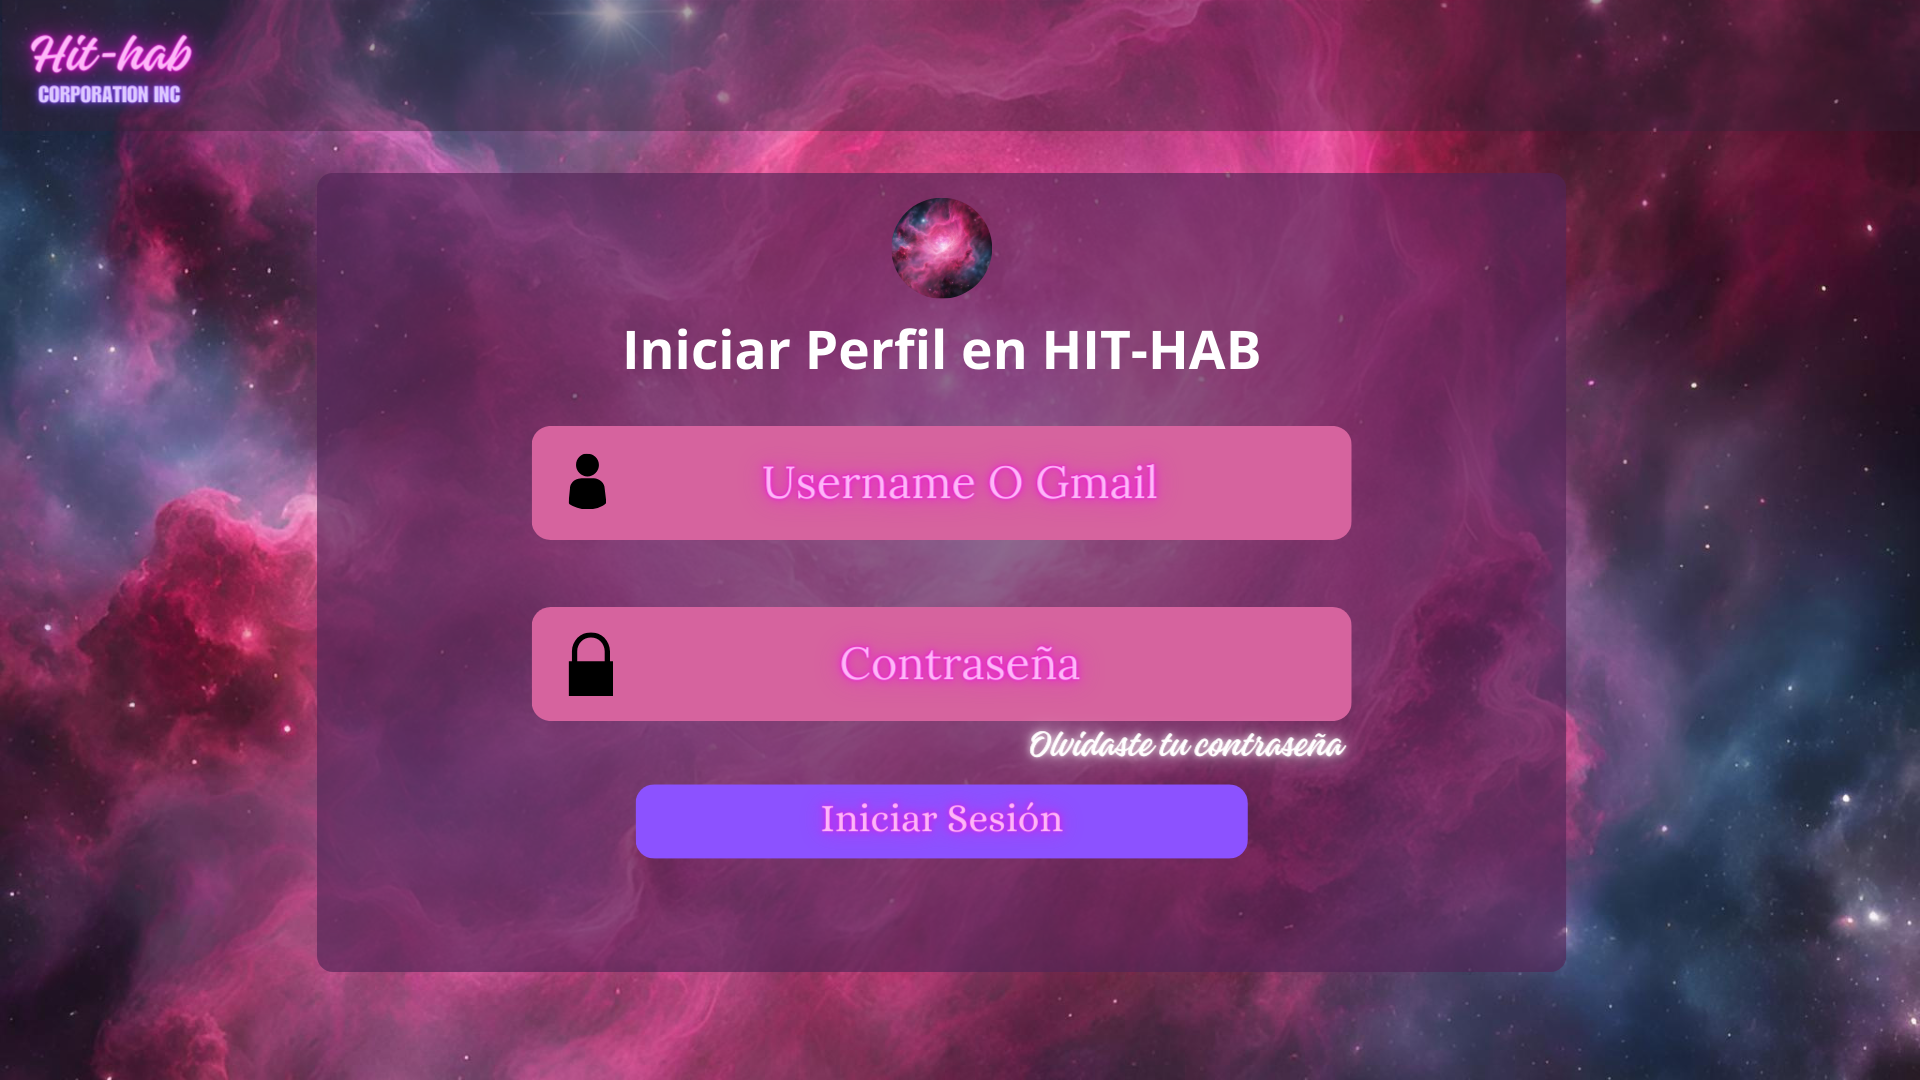 Hit-hab
CORPORATION INC
Iniciar Perfil en HIT-HAB
Username O Gmail
Contraseña
Olvidaste tu contraseña
Iniciar Sesión